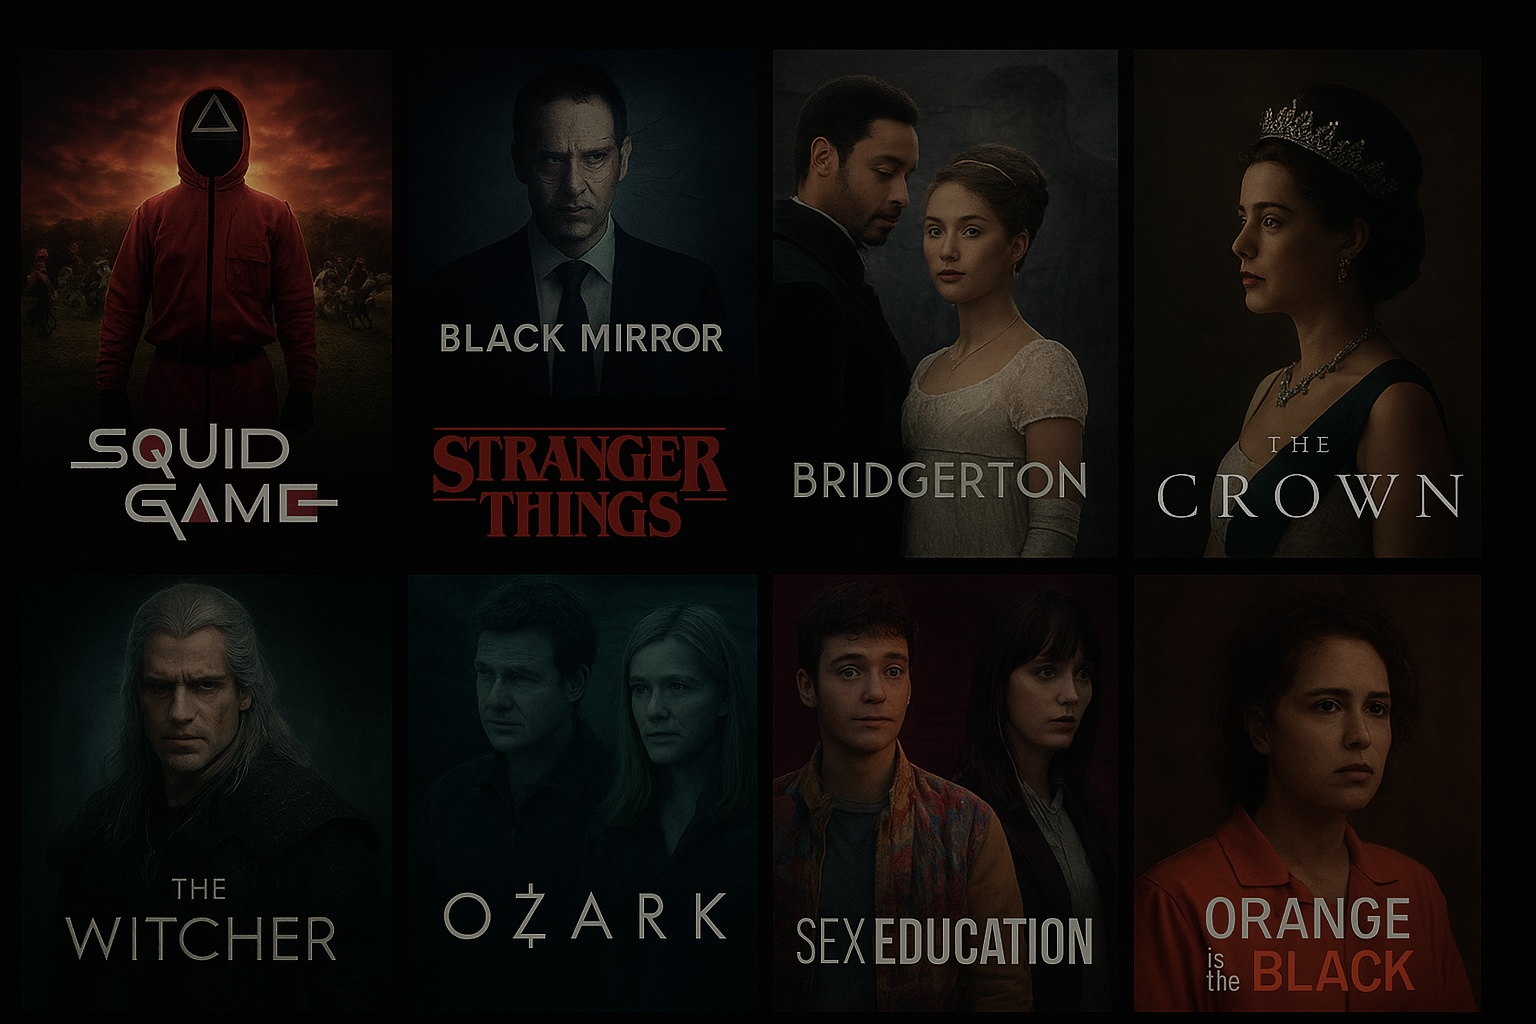 SQUID
GAME
BLACK MIRROR
STRANGER
THINGS
BRIDGERTON
THE
CROWN
THE
WITCHER
OZARK
SEX EDUCATION
ORANGE
is
the BLACK